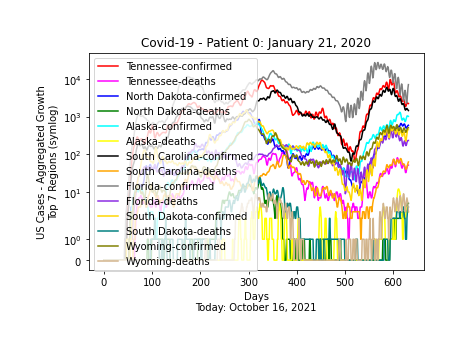 Covid-19 - Patient 0: January 21, 2020
US Cases - Aggregated Growth
Top 7 Regions (symlog)
10⁴
10³
10²
10¹
10⁰
0
Tennessee-confirmed
Tennessee-deaths
North Dakota-confirmed
North Dakota-deaths
Alaska-confirmed
Alaska-deaths
South Carolina-confirmed
South Carolina-deaths
Florida-confirmed
Florida-deaths
South Dakota-confirmed
South Dakota-deaths
Wyoming-confirmed
Wyoming-deaths
0 100 200 300 400 500 600
Days
Today: October 16, 2021